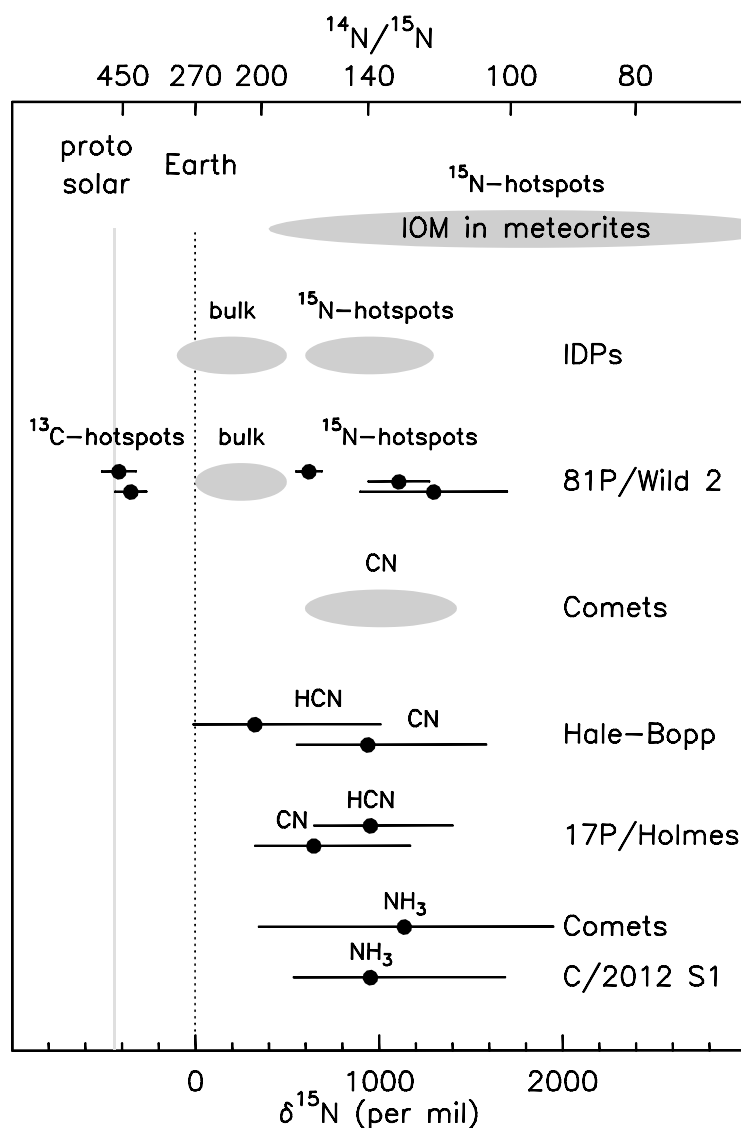 ¹⁴N/¹⁵N
450 270 200 140 100 80
proto
solar
Earth
¹⁵N−hotspots
IOM in meteorites
bulk ¹⁵N−hotspots
IDPs
¹³C−hotspots bulk ¹⁵N−hotspots
81P/Wild 2
CN
Comets
HCN
CN
Hale−Bopp
HCN
CN
17P/Holmes
NH₃
Comets
NH₃
C/2012 S1
0 1000 2000
δ¹⁵N (per mil)